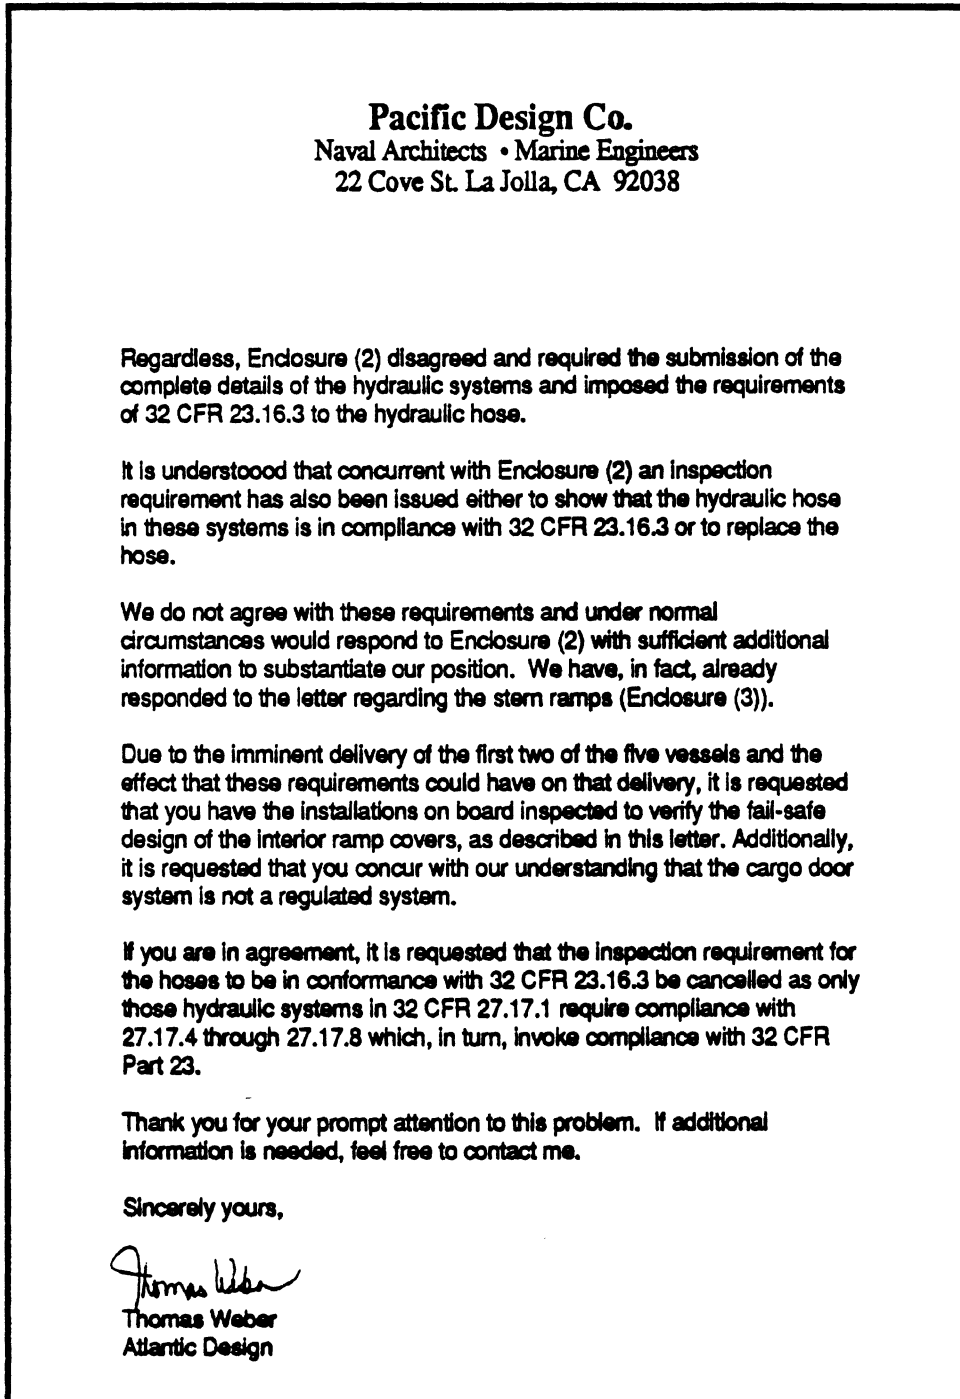 Pacific Design Co.
Naval Architects • Marine Engineers
22 Cove St. La Jolla, CA 92038
Regardless, Enclosure (2) disagreed and required the submission of the
complete details of the hydraulic systems and imposed the requirements
of 32 CFR 23.16.3 to the hydraulic hose.
It is understoood that concurrent with Enclosure (2) an inspection
requirement has also been issued either to show that the hydraulic hose
in these systems is in compliance with 32 CFR 23.16.3 or to replace the
hose.
We do not agree with these requirements and under normal
circumstances would respond to Enclosure (2) with sufficient additional
information to substantiate our position. We have, in fact, already
responded to the letter regarding the stern ramps (Enclosure (3)).
Due to the imminent delivery of the first two of the five vessels and the
effect that these requirements could have on that delivery, it is requested
that you have the installations on board inspected to verify the fail-safe
design of the interior ramp covers, as described in this letter. Additionally,
it is requested that you concur with our understanding that the cargo door
system is not a regulated system.
If you are in agreement, it is requested that the inspection requirement for
the hoses to be in conformance with 32 CFR 23.16.3 be cancelled as only
those hydraulic systems in 32 CFR 27.17.1 require compliance with
27.17.4 through 27.17.8 which, in turn, invoke compliance with 32 CFR
Part 23.
Thank you for your prompt attention to this problem. If additional
information is needed, feel free to contact me.
Sincerely yours,
Thomas Weber
Thomas Weber
Atlantic Design